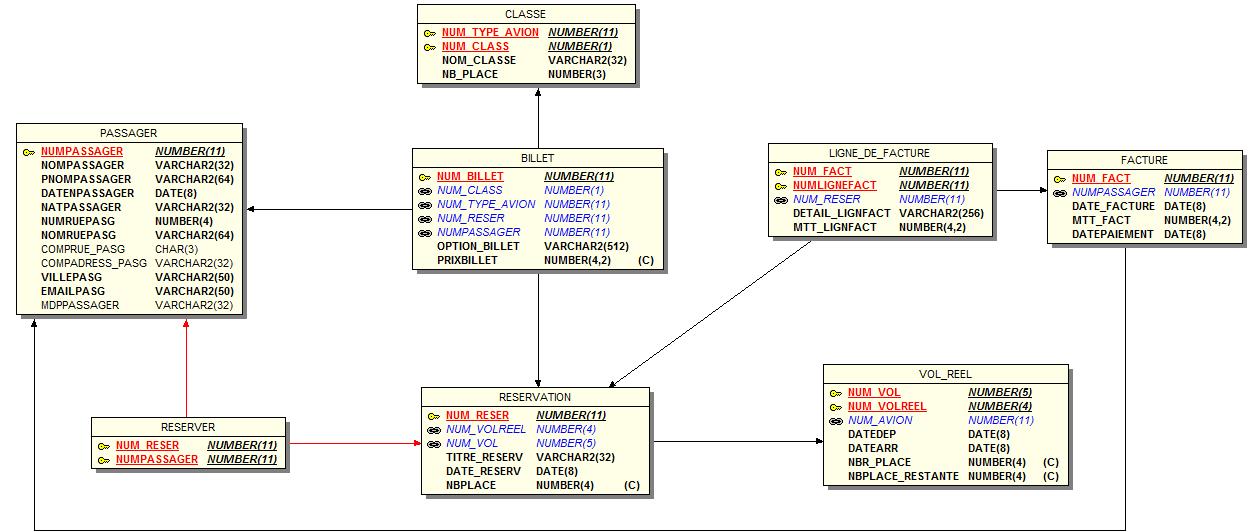 CLASSE
NUM_TYPE_AVION NUMBER(11)
NUM_CLASS NUMBER(1)
NOM_CLASSE VARCHAR2(32)
NB_PLACE NUMBER(3)
PASSAGER
NUMPASSAGER NUMBER(11)
NOMPASSAGER VARCHAR2(32)
PNOMPASSAGER VARCHAR2(64)
DATENPASSAGER DATE(8)
NATPASSAGER VARCHAR2(32)
NUMRUEPASG NUMBER(4)
NOMRUEPASG VARCHAR2(64)
COMPRUE_PASG CHAR(3)
COMPADRESS_PASG VARCHAR2(32)
VILLEPASG VARCHAR2(50)
EMAILPASG VARCHAR2(50)
MDPPASSAGER VARCHAR2(32)
BILLET
NUM_BILLET NUMBER(11)
NUM_CLASS NUMBER(1)
NUM_TYPE_AVION NUMBER(11)
NUM_RESER NUMBER(11)
NUMPASSAGER NUMBER(11)
OPTION_BILLET VARCHAR2(512)
PRIXBILLET NUMBER(4,2) (C)
LIGNE_DE_FACTURE
NUM_FACT NUMBER(11)
NUMLIGNEFACT NUMBER(11)
NUM_RESER NUMBER(11)
DETAIL_LIGNFACT VARCHAR2(256)
MTT_LIGNFACT NUMBER(4,2)
FACTURE
NUM_FACT NUMBER(11)
NUMPASSAGER NUMBER(11)
DATE_FACTURE DATE(8)
MTT_FACT NUMBER(4,2)
DATEPAIEMENT DATE(8)
RESERVER
NUM_RESER NUMBER(11)
NUMPASSAGER NUMBER(11)
RESERVATION
NUM_RESER NUMBER(11)
NUM_VOLREEL NUMBER(4)
NUM_VOL NUMBER(5)
TITRE_RESERV VARCHAR2(32)
DATE_RESERV DATE(8)
NBPLACE NUMBER(4) (C)
VOL_REEL
NUM_VOL NUMBER(5)
NUM_VOLREEL NUMBER(4)
NUM_AVION NUMBER(11)
DATEDEP DATE(8)
DATEARR DATE(8)
NBR_PLACE NUMBER(4) (C)
NBPLACE_RESTANTE NUMBER(4) (C)